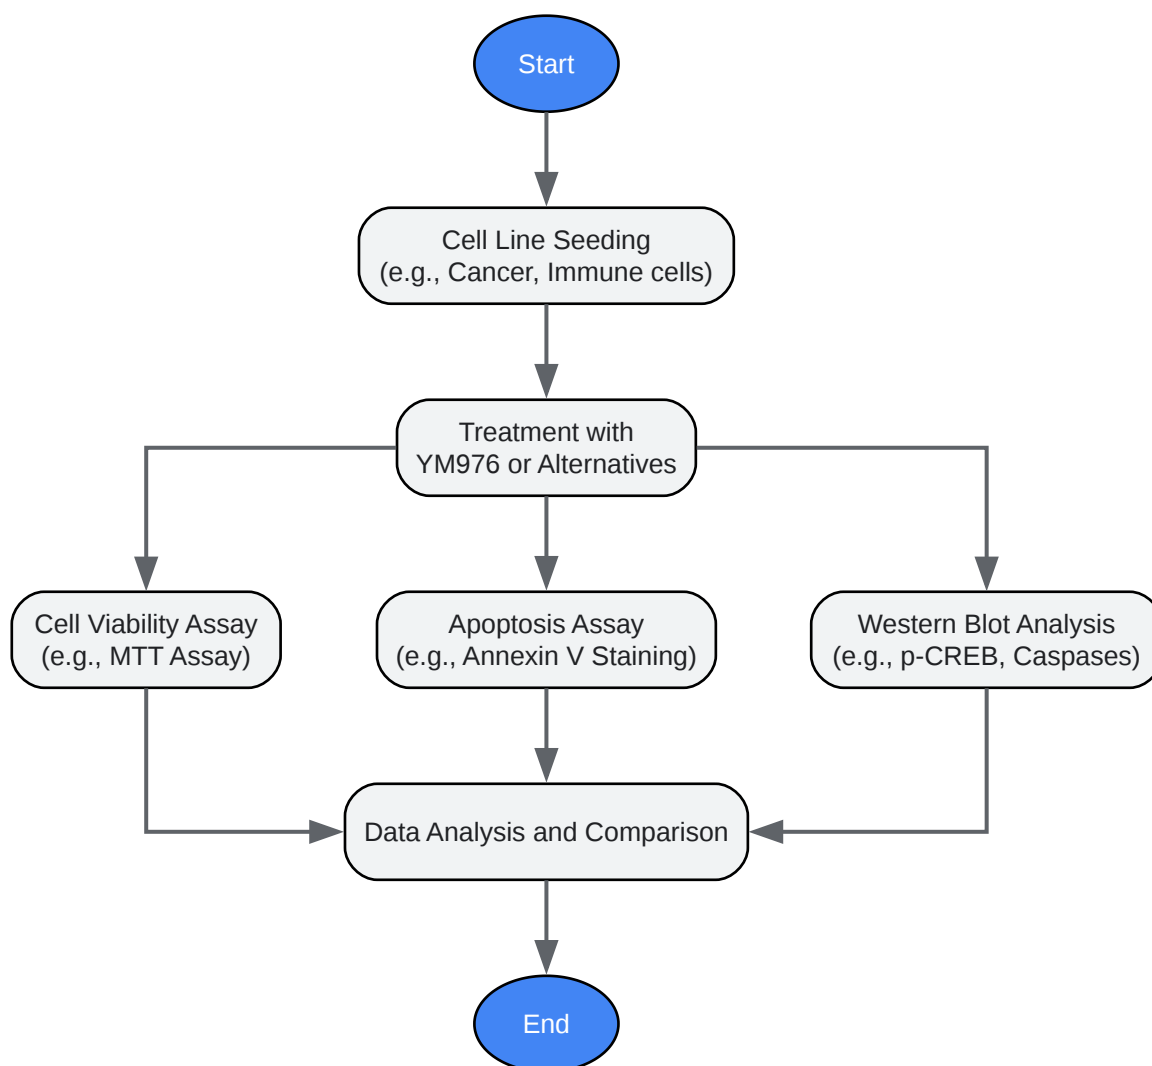 Start
Cell Line Seeding
(e.g., Cancer, Immune cells)
Treatment with
YM976 or Alternatives
Cell Viability Assay
(e.g., MTT Assay)
Apoptosis Assay
(e.g., Annexin V Staining)
Western Blot Analysis
(e.g., p-CREB, Caspases)
Data Analysis and Comparison
End